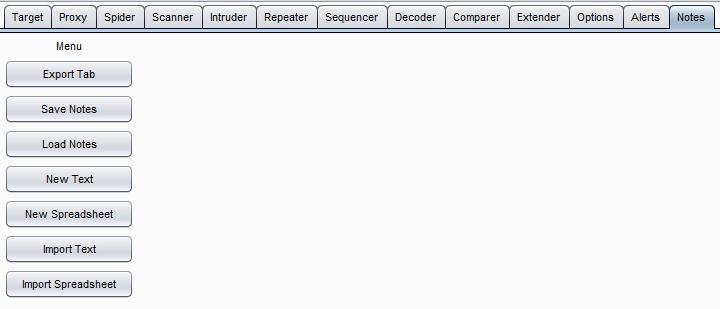 Target Proxy Spider Scanner Intruder Repeater Sequencer Decoder Comparer Extender Options Alerts Notes
Menu
Export Tab
Save Notes
Load Notes
New Text
New Spreadsheet
Import Text
Import Spreadsheet